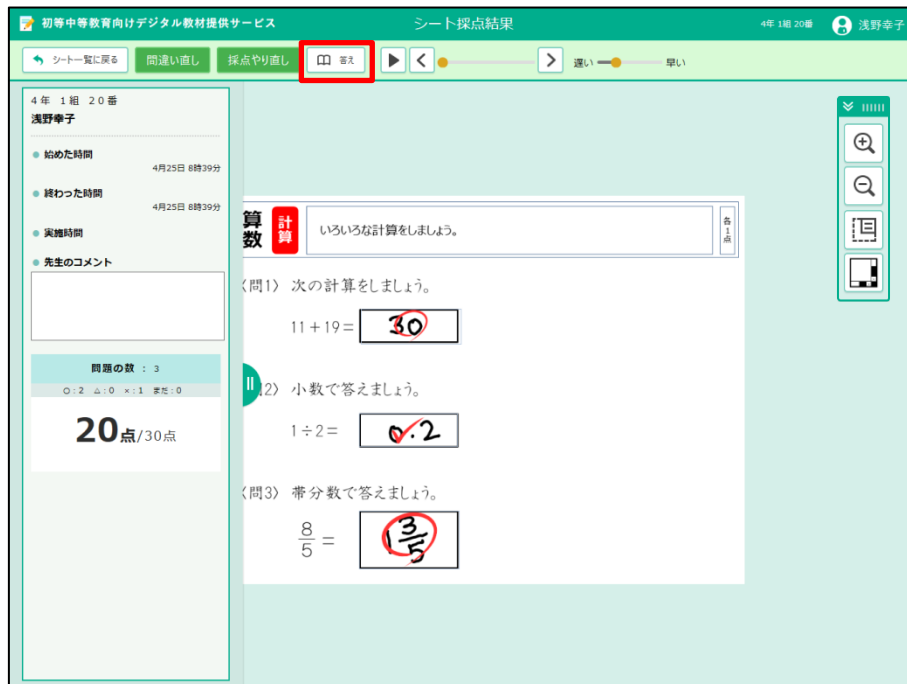 初等中等教育向けデジタル教材提供サービス
シート採点結果
4年 1組 20番
浅野幸子
シート一覧に戻る
間違い直し
採点やり直し
答え
遅い
早い
4年 1組 20番
浅野幸子
始めた時間
4月25日 8時39分
終わった時間
4月25日 8時39分
実施時間
先生のコメント
問題の数 : 3
○:2 △:0 ×:1 まだ:0
20点/30点
算数
計算
いろいろな計算をしましょう。
各1点
〈問1〉 次の計算をしましょう。
11+19= 30
2〉 小数で答えましょう。
1÷2= 0.2
〈問3〉 帯分数で答えましょう。
8/5 = 1 3/5